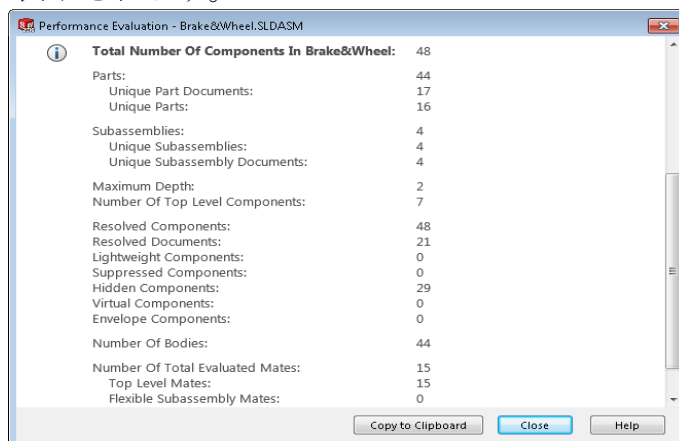 Performance Evaluation - Brake&Wheel.SLDASM
Total Number Of Components In Brake&Wheel: 48
Parts: 44
Unique Part Documents: 17
Unique Parts: 16
Subassemblies: 4
Unique Subassemblies: 4
Unique Subassembly Documents: 4
Maximum Depth: 2
Number Of Top Level Components: 7
Resolved Components: 48
Resolved Documents: 21
Lightweight Components: 0
Suppressed Components: 0
Hidden Components: 29
Virtual Components: 0
Envelope Components: 0
Number Of Bodies: 44
Number Of Total Evaluated Mates: 15
Top Level Mates: 15
Flexible Subassembly Mates: 0
Copy to Clipboard Close Help